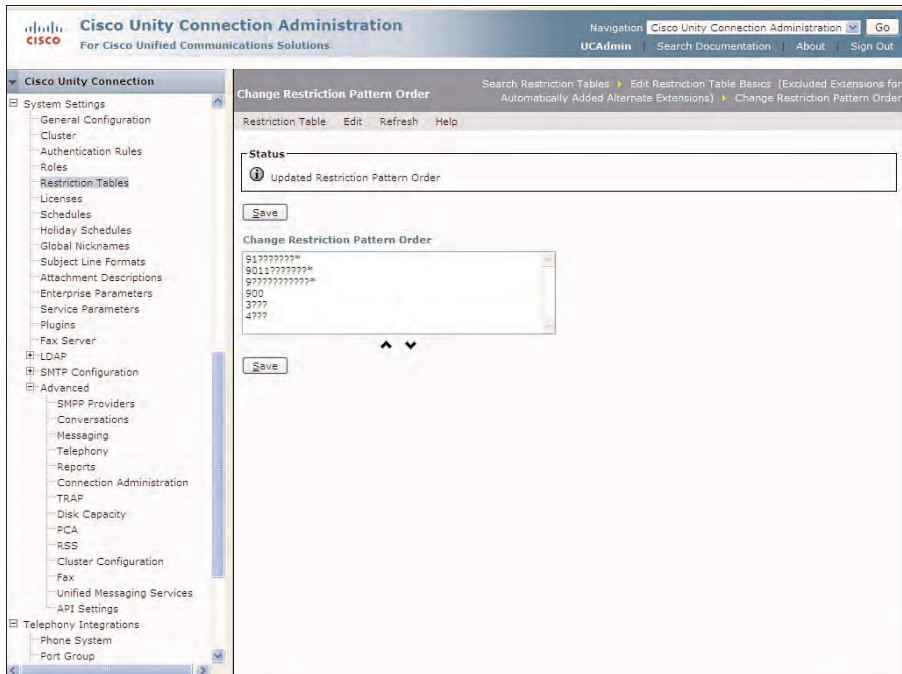 Cisco Unity Connection Administration
For Cisco Unified Communications Solutions
cisco
Navigation Cisco Unity Connection Administration Go
UCAdmin | Search Documentation | About | Sign Out
Cisco Unity Connection
System Settings
General Configuration
Cluster
Authentication Rules
Roles
Restriction Tables
Licenses
Schedules
Holiday Schedules
Global Nicknames
Subject Line Formats
Attachment Descriptions
Enterprise Parameters
Service Parameters
Plugins
Fax Server
LDAP
SMTP Configuration
Advanced
SMPP Providers
Conversations
Messaging
Telephony
Reports
Connection Administration
TRAP
Disk Capacity
PCA
RSS
Cluster Configuration
Fax
Unified Messaging Services
API Settings
Telephony Integrations
Phone System
Port Group
Change Restriction Pattern Order
Search Restriction Tables Edit Restriction Table Basics (Excluded Extensions for
Automatically Added Alternate Extensions) Change Restriction Pattern Order
Restriction Table Edit Refresh Help
Status
Updated Restriction Pattern Order
Save
Change Restriction Pattern Order
91???????*
9011???????*
9??????????*
900
3???
4???
Save